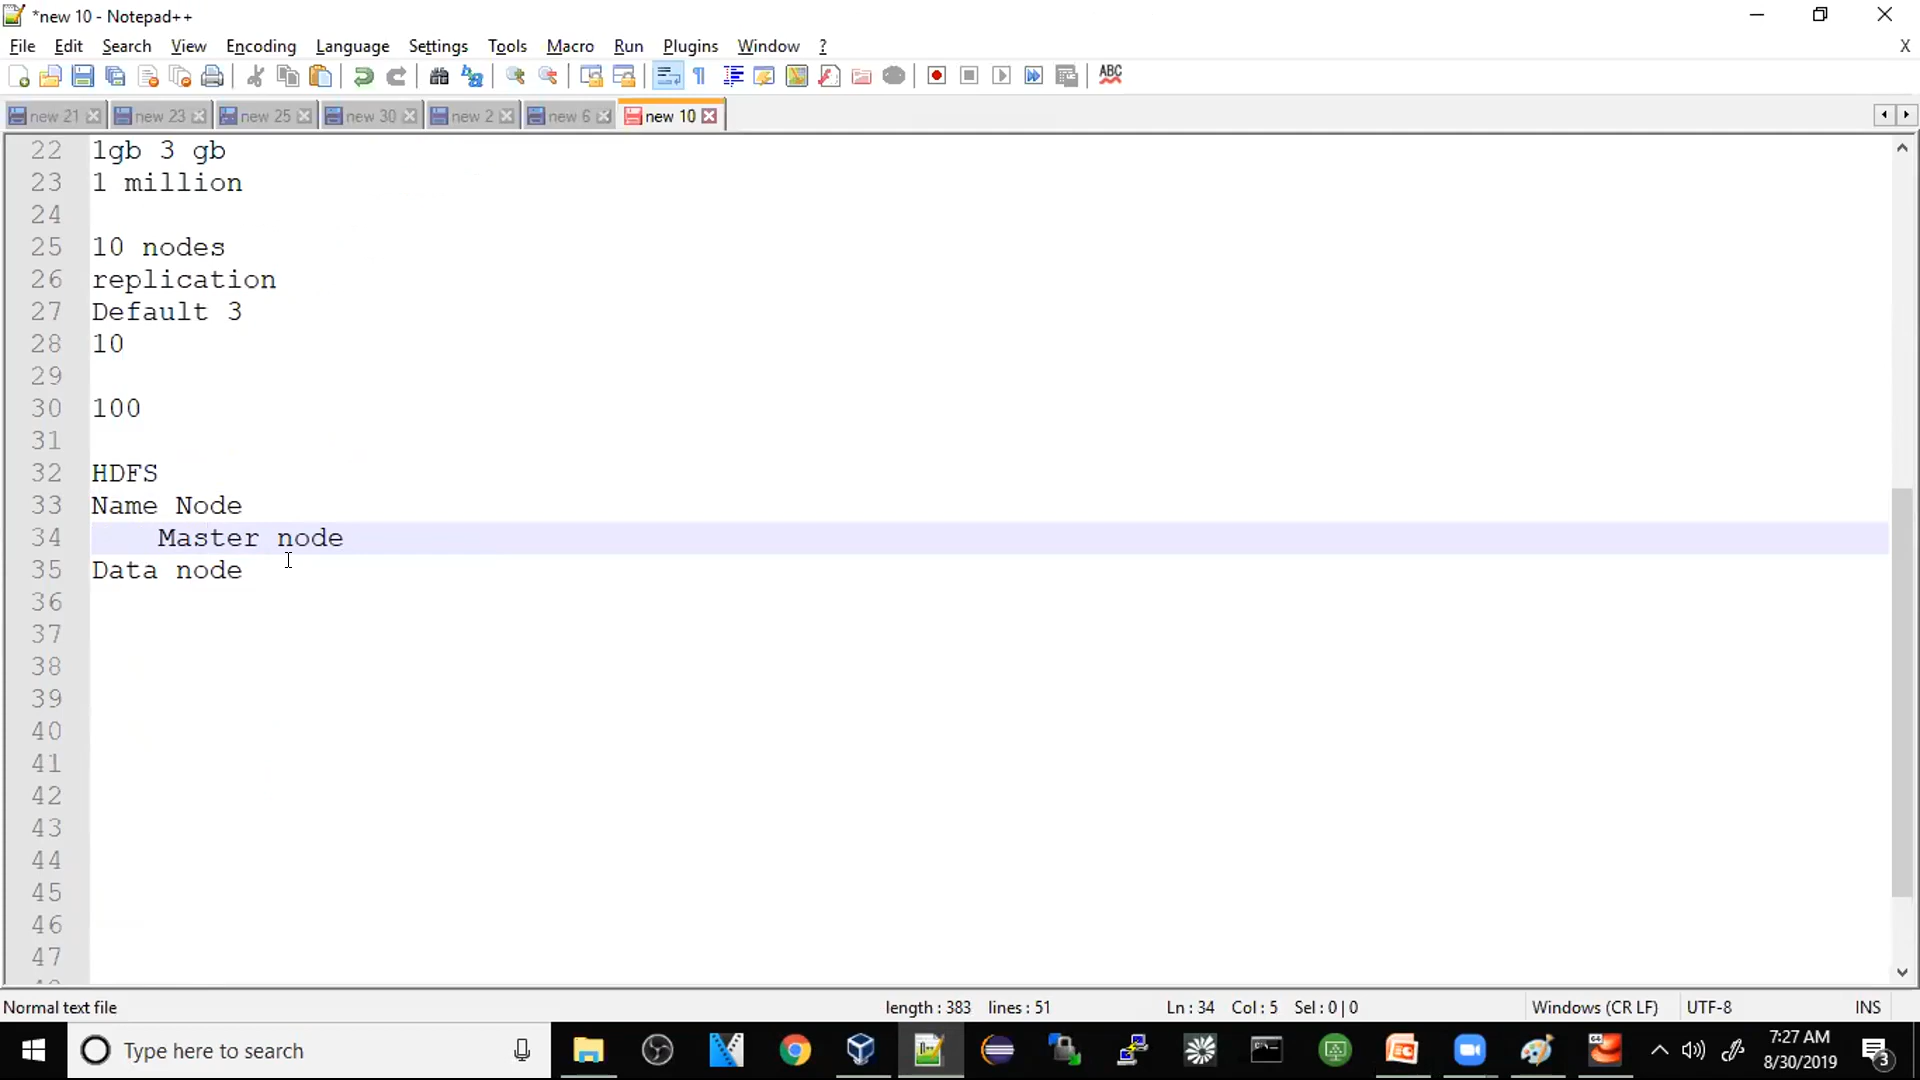 *new 10 - Notepad++
File Edit Search View Encoding Language Settings Tools Macro Run Plugins Window ? X
ABC
new 21 new 23 new 25 new 30 new 2 new 6 new 10
22 1gb 3 gb
23 1 million
24
25 10 nodes
26 replication
27 Default 3
28 10
29
30 100
31
32 HDFS
33 Name Node
34 Master node
35 Data node
36
37
38
39
40
41
42
43
44
45
46
47
Normal text file length : 383 lines : 51 Ln : 34 Col : 5 Sel : 0 | 0 Windows (CR LF) UTF-8 INS
Type here to search 7:27 AM
8/30/2019 3